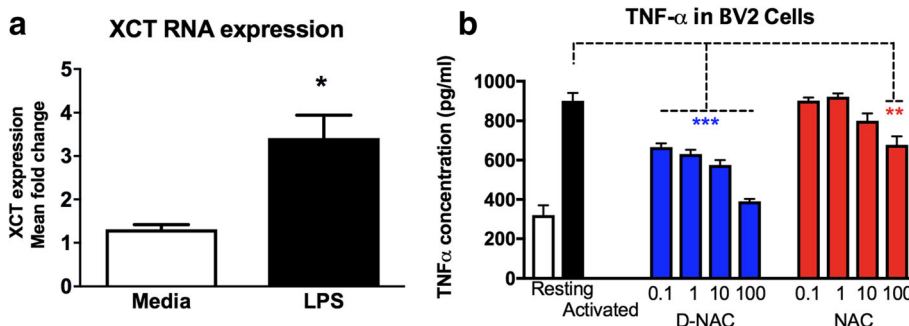 a
XCT RNA expression
XCT expression
Mean fold change
5
4
3
2
1
0
*
Media
LPS
b
TNF-α in BV2 Cells
TNFα concentration (pg/ml)
1000
800
600
400
200
0
***
**
Resting
Activated
0.1 1 10 100
D-NAC
0.1 1 10 100
NAC